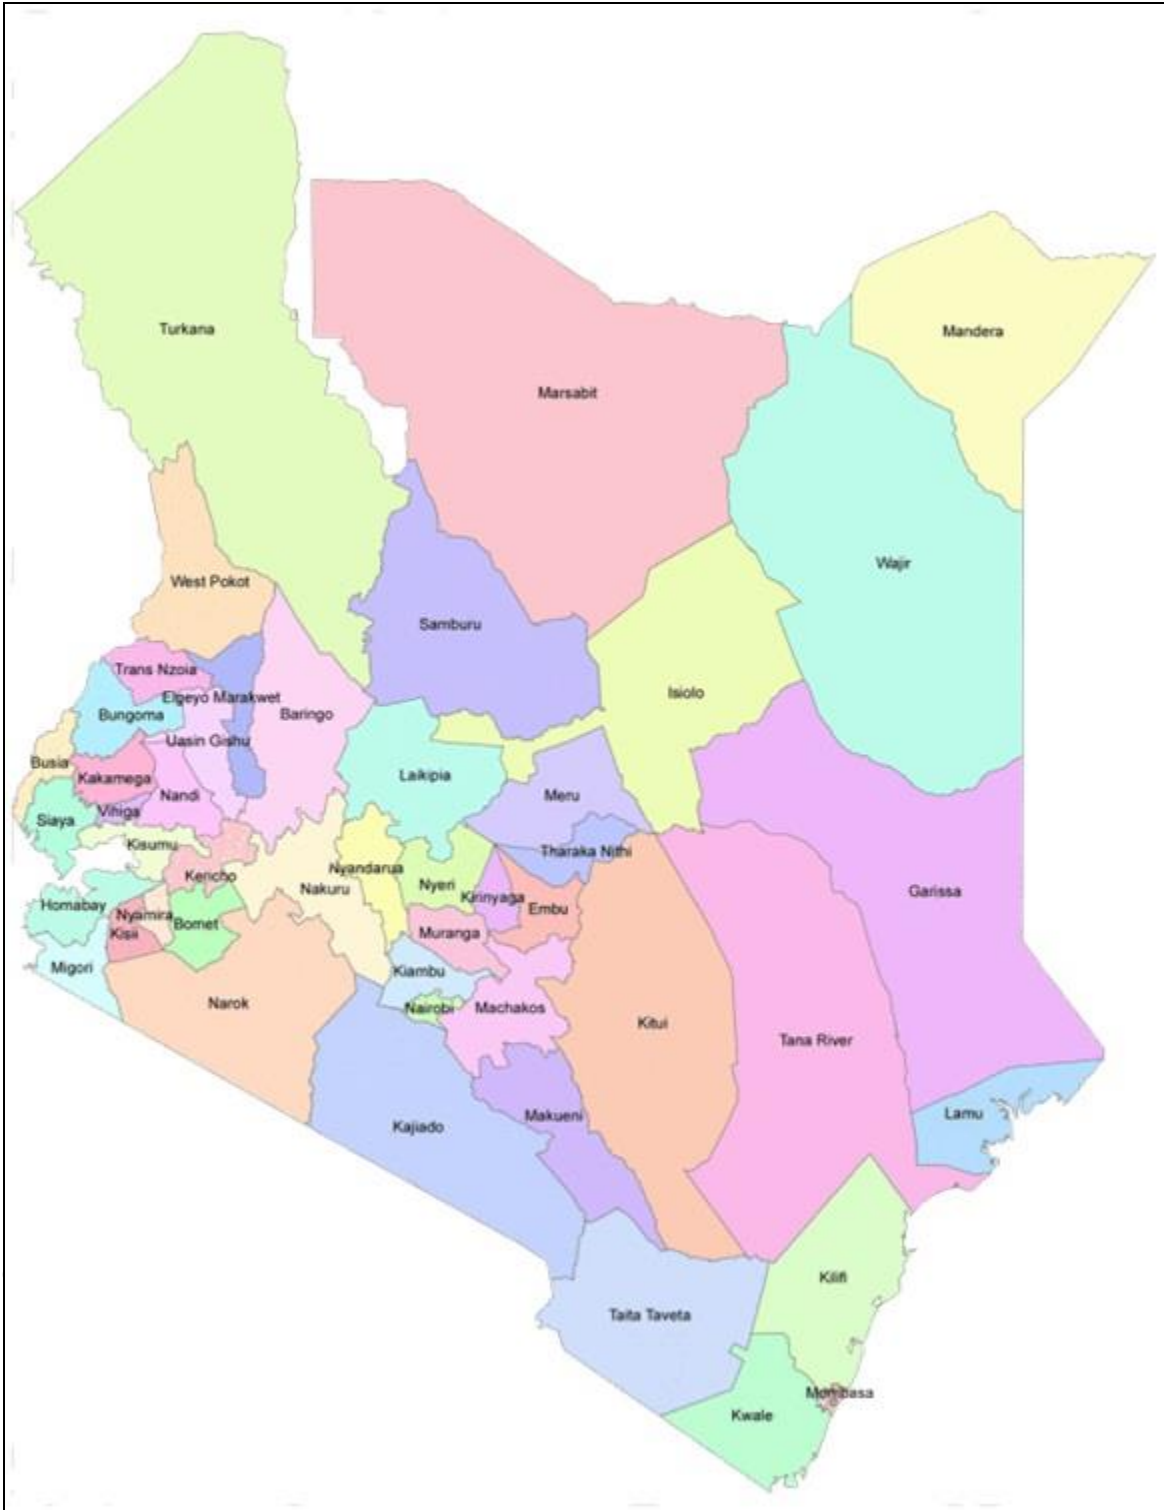 Turkana
Mandera
Marsabit
Wajir
West Pokot
Samburu
Trans Nzoia
Isiolo
Elgeyo Marakwet
Bungoma
Baringo
Uasin Gishu
Busia
Kakamega
Laikipia
Nandi
Meru
Vihiga
Siaya
Kisumu
Tharaka Nithi
Nyandarua
Kericho
Nakuru
Nyeri
Garissa
Kirinyaga
Homabay
Embu
Nyamira
Bomet
Kisii
Muranga
Migori
Kiambu
Narok
Nairobi
Machakos
Kitui
Tana River
Lamu
Makueni
Kajiado
Kilifi
Taita Taveta
Mombasa
Kwale